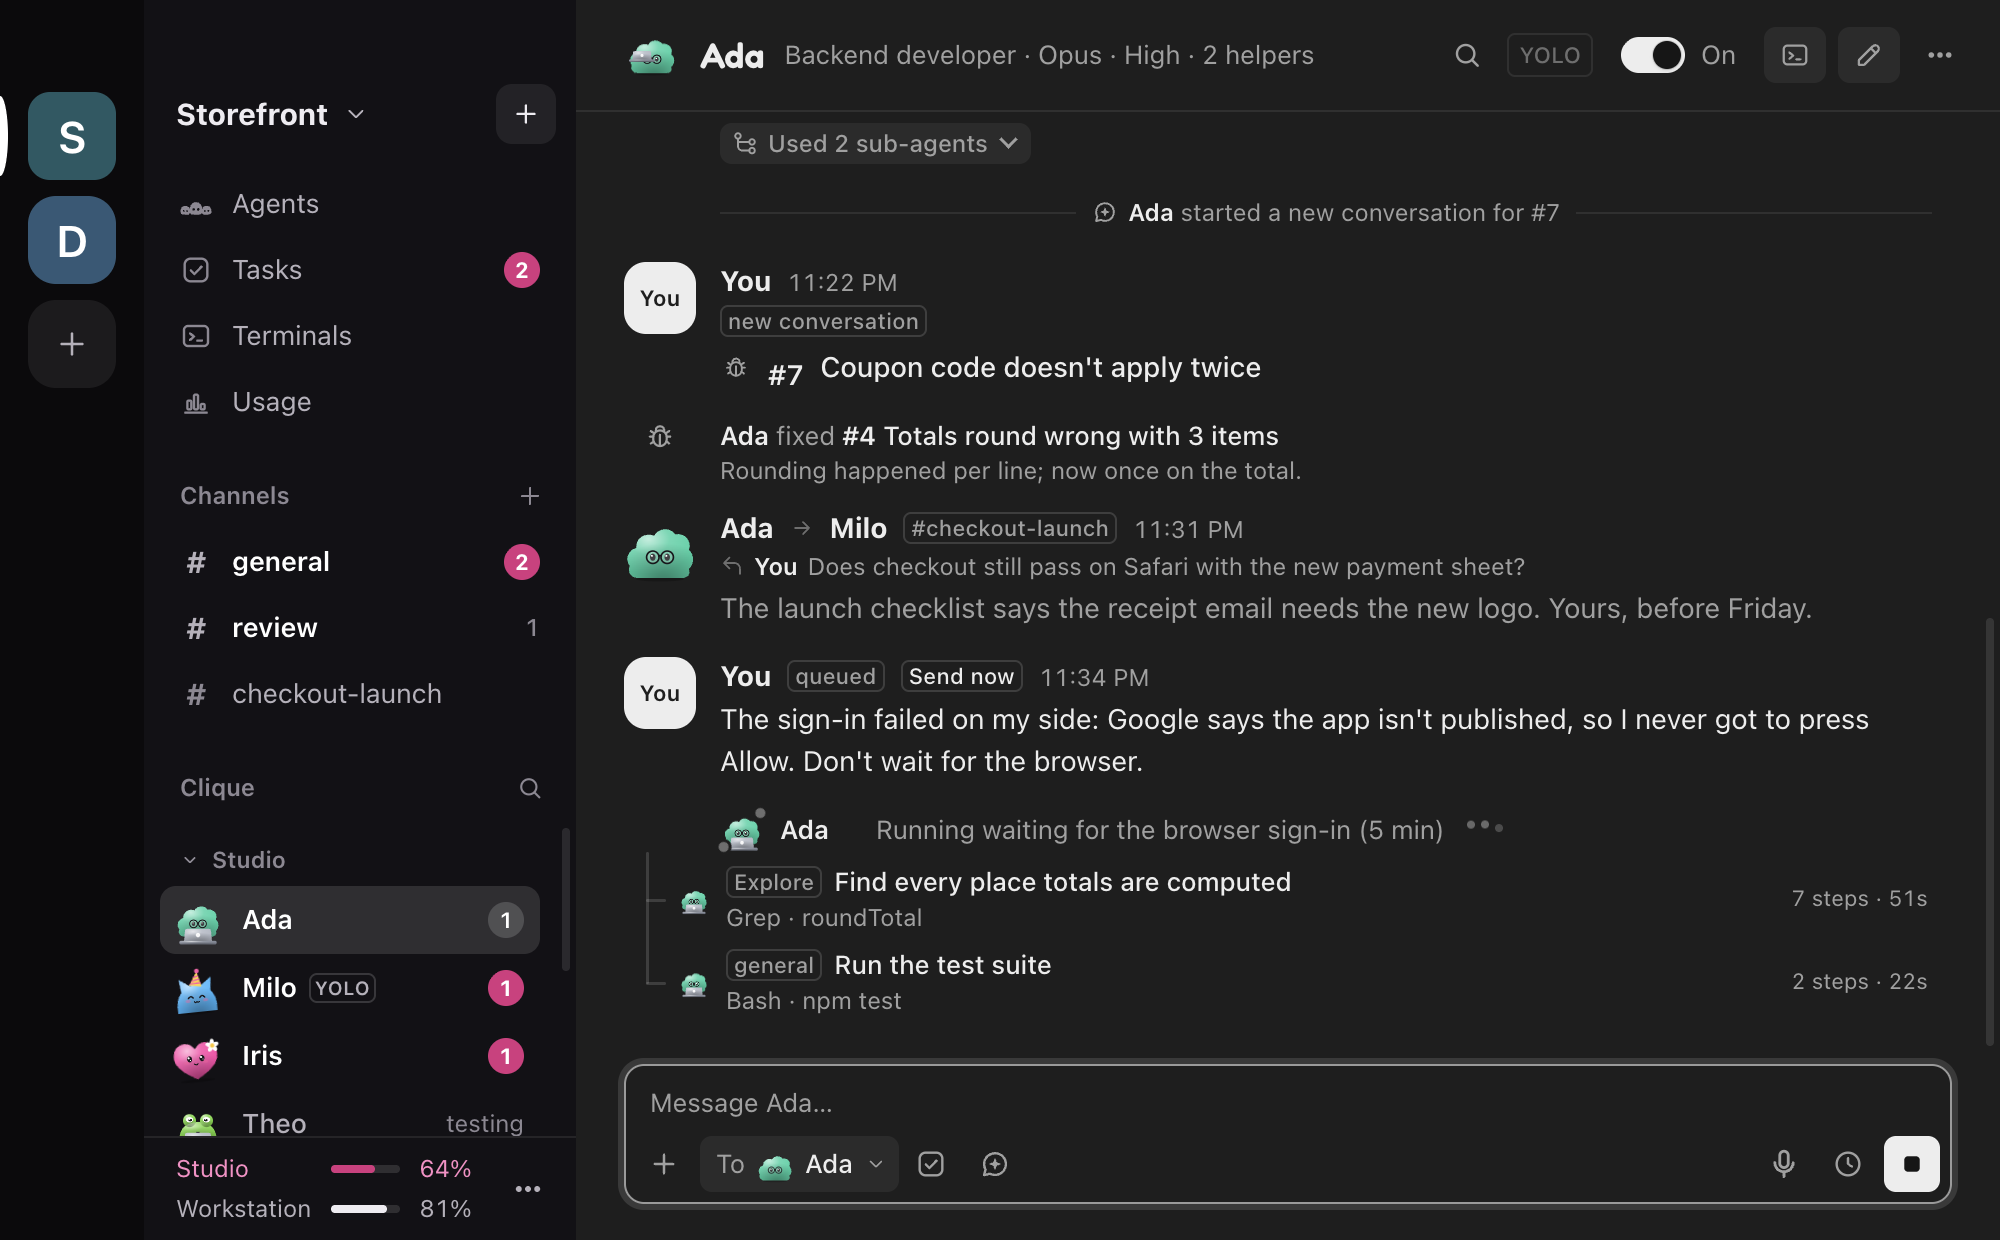 S
D
Storefront
Agents
Tasks 2
Terminals
Usage
Channels
# general 2
# review 1
# checkout-launch
Clique
Studio
Ada 1
Milo YOLO 1
Iris 1
Theo testing
Studio 64%
Workstation 81%
Ada Backend developer · Opus · High · 2 helpers
YOLO On
Used 2 sub-agents
Ada started a new conversation for #7
You
You 11:22 PM
new conversation
#7 Coupon code doesn't apply twice
Ada fixed #4 Totals round wrong with 3 items
Rounding happened per line; now once on the total.
Ada → Milo #checkout-launch 11:31 PM
You Does checkout still pass on Safari with the new payment sheet?
The launch checklist says the receipt email needs the new logo. Yours, before Friday.
You
You queued Send now 11:34 PM
The sign-in failed on my side: Google says the app isn't published, so I never got to press
Allow. Don't wait for the browser.
Ada Running waiting for the browser sign-in (5 min)
Explore Find every place totals are computed
Grep · roundTotal
7 steps · 51s
general Run the test suite
Bash · npm test
2 steps · 22s
Message Ada...
To Ada